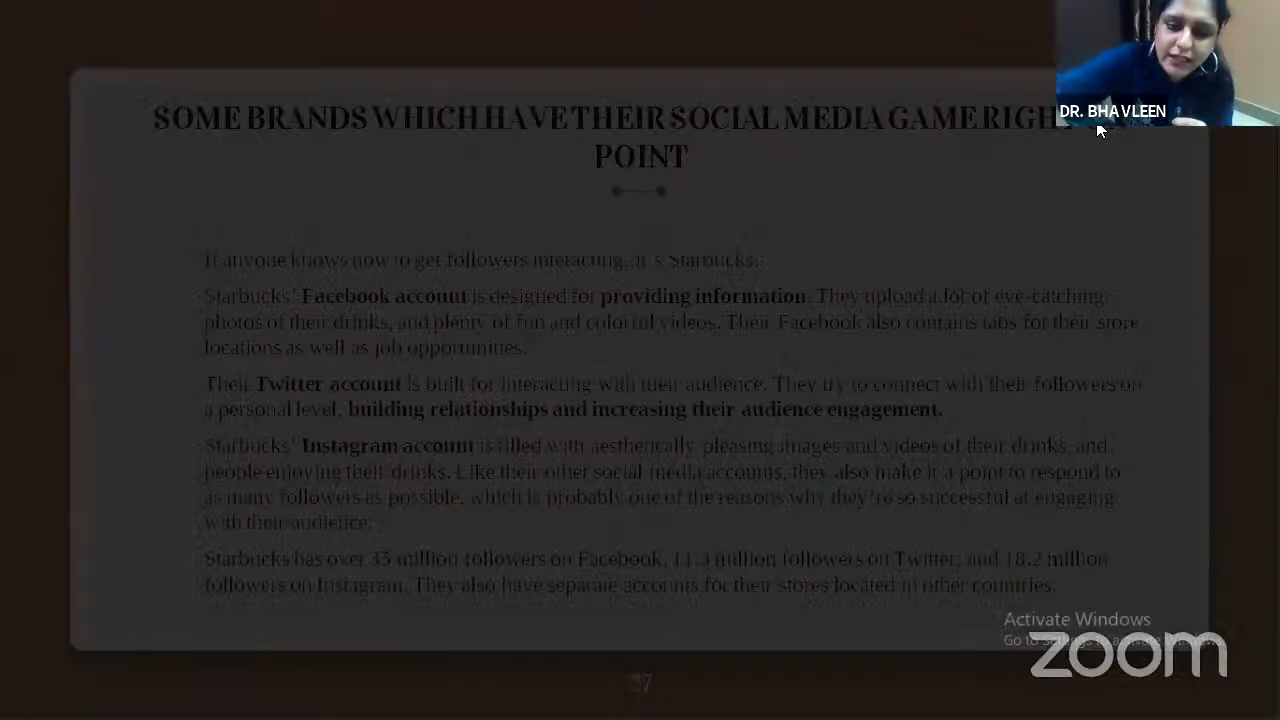 DR. BHAVLEEN
SOME BRANDS WHICH HAVE THEIR SOCIAL MEDIA GAME RIGH
POINT
If anyone knows how to get followers interacting, it's Starbucks.
Starbucks' Facebook account is designed for providing information. They upload a lot of eye-catching
photos of their drinks, and plenty of fun and colorful videos. Their Facebook also contains tabs for their store
locations as well as job opportunities.
Their Twitter account is built for interacting with their audience. They try to connect with their followers on
a personal level, building relationships and increasing their audience engagement.
Starbucks' Instagram account is filled with aesthetically pleasing images and videos of their drinks, and
people enjoying their drinks. Like their other social media accounts, they also make it a point to respond to
as many followers as possible, which is probably one of the reasons why they're so successful at engaging
with their audience.
Starbucks has over 35 million followers on Facebook, 11.3 million followers on Twitter, and 18.2 million
followers on Instagram. They also have separate accounts for their stores located in other countries.
Activate Windows
Go to Settings to activate Windows.
zoom